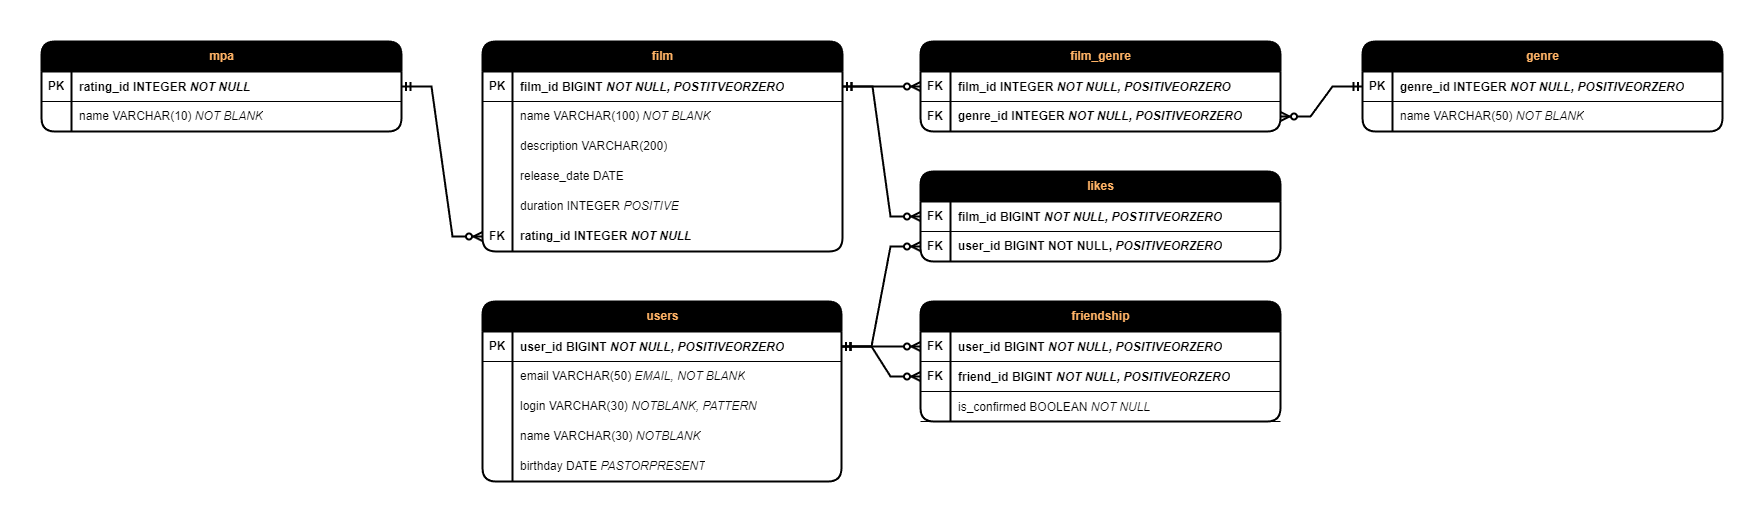 mpa
PK rating_id INTEGER NOT NULL
name VARCHAR(10) NOT BLANK
film
PK film_id BIGINT NOT NULL, POSTITVEORZERO
name VARCHAR(100) NOT BLANK
description VARCHAR(200)
release_date DATE
duration INTEGER POSITIVE
FK rating_id INTEGER NOT NULL
film_genre
FK film_id INTEGER NOT NULL, POSITIVEORZERO
FK genre_id INTEGER NOT NULL, POSITIVEORZERO
genre
PK genre_id INTEGER NOT NULL, POSITIVEORZERO
name VARCHAR(50) NOT BLANK
likes
FK film_id BIGINT NOT NULL, POSTITVEORZERO
FK user_id BIGINT NOT NULL, POSITIVEORZERO
users
PK user_id BIGINT NOT NULL, POSITIVEORZERO
email VARCHAR(50) EMAIL, NOT BLANK
login VARCHAR(30) NOTBLANK, PATTERN
name VARCHAR(30) NOTBLANK
birthday DATE PASTORPRESENT
friendship
FK user_id BIGINT NOT NULL, POSITIVEORZERO
FK friend_id BIGINT NOT NULL, POSITIVEORZERO
is_confirmed BOOLEAN NOT NULL